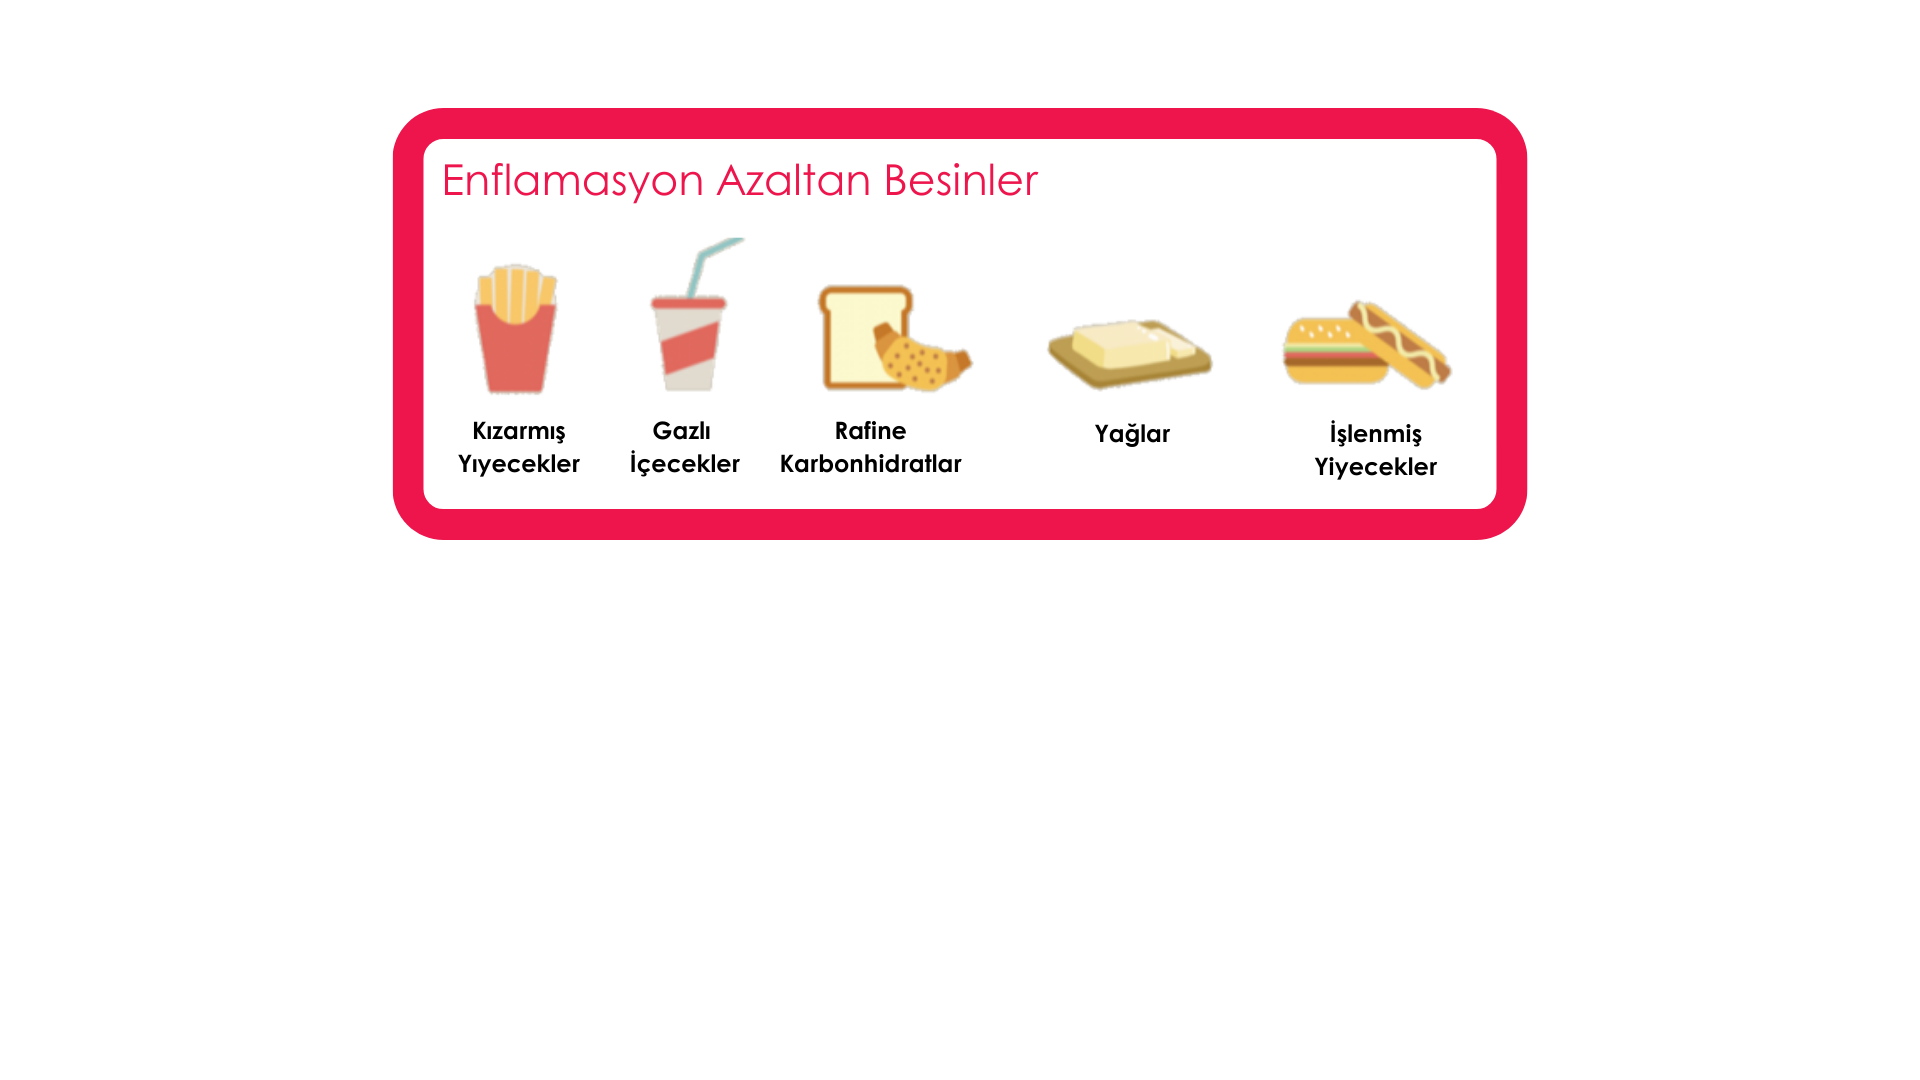 Enflamasyon Azaltan Besinler
Kızarmış
Yıyecekler
Gazlı
İçecekler
Rafine
Karbonhidratlar
Yağlar
İşlenmiş
Yiyecekler